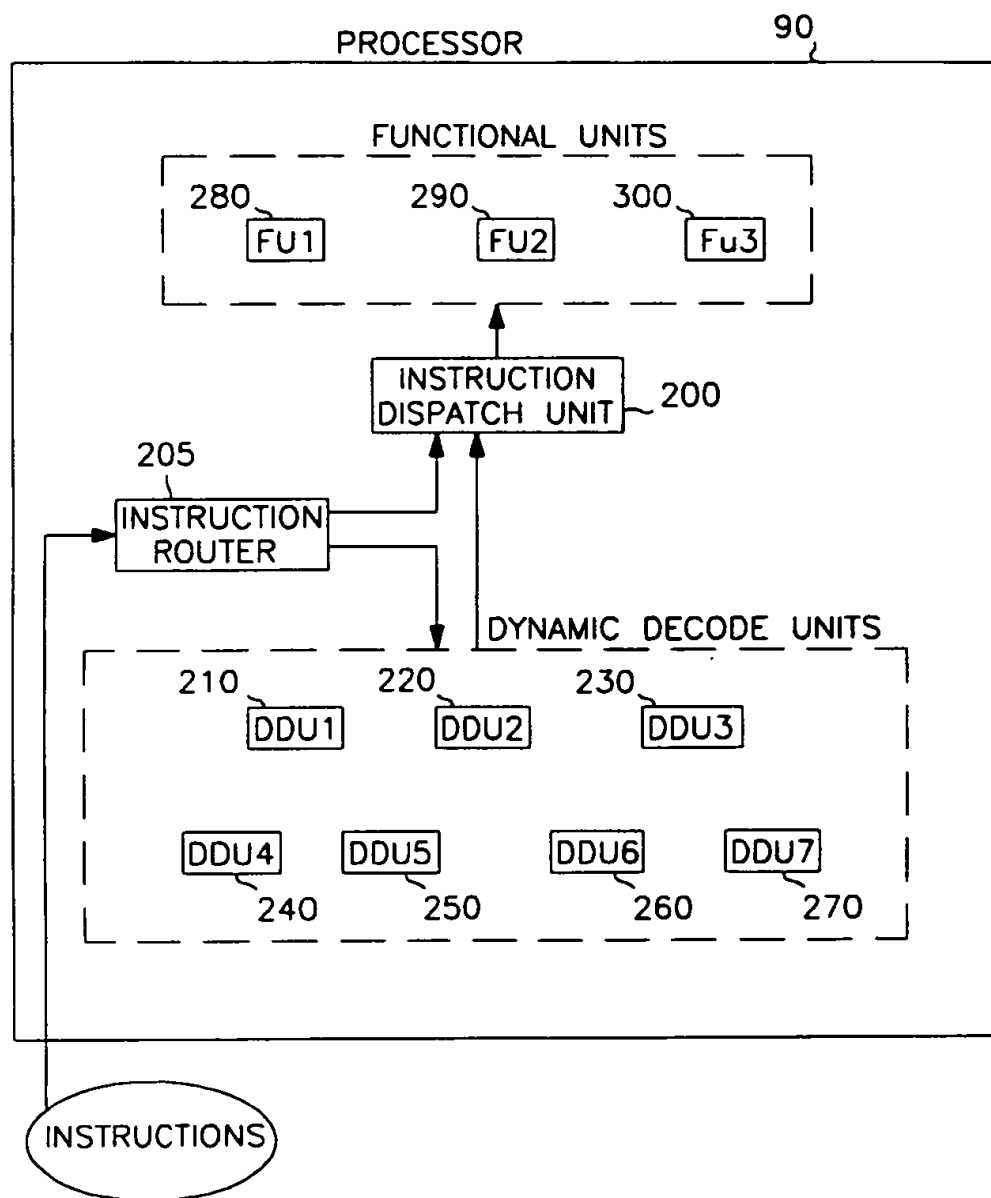 PROCESSOR
90
FUNCTIONAL UNITS
280
290
300
FU1
FU2
Fu3
INSTRUCTION
DISPATCH UNIT
200
205
INSTRUCTION
ROUTER
DYNAMIC DECODE UNITS
210
220
230
DDU1
DDU2
DDU3
DDU4
DDU5
DDU6
DDU7
240
250
260
270
INSTRUCTIONS